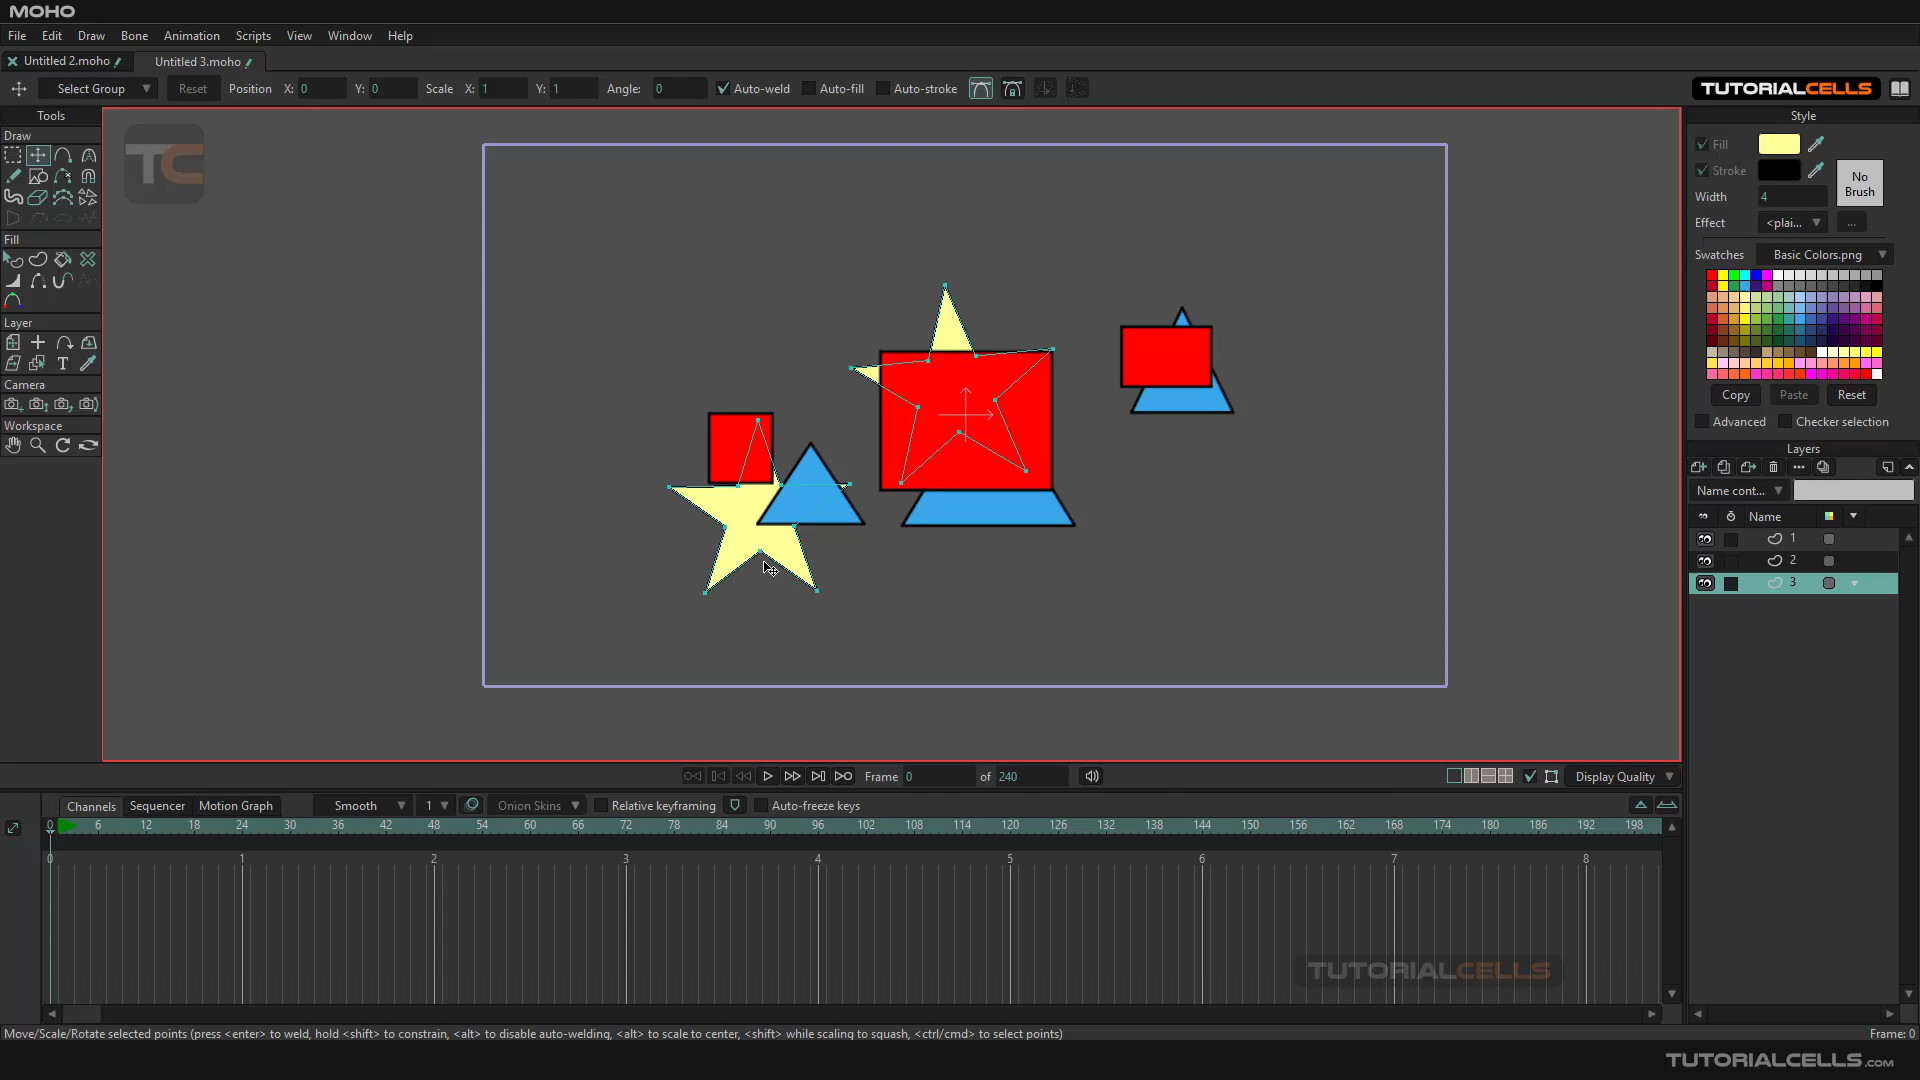 MOHO
File Edit Draw Bone Animation Scripts View Window Help
Untitled 2.moho Untitled 3.moho
Select Group Reset Position X: 0 Y: 0 Scale X: 1 Y: 1 Angle: 0 Auto-weld Auto-fill Auto-stroke TUTORIALCELLS
Tools
Draw
Fill
Layer
T
Camera
Workspace
TC
Style
Fill
Stroke
No Brush
Width 4
Effect <plai... ...
Swatches Basic Colors.png
Copy Paste Reset
Advanced Checker selection
Layers
Name cont...
Name
1
2
3
Frame 0 of 240 Display Quality
Channels Sequencer Motion Graph Smooth 1 Onion Skins Relative keyframing Auto-freeze keys
0 6 12 18 24 30 36 42 48 54 60 66 72 78 84 90 96 102 108 114 120 126 132 138 144 150 156 162 168 174 180 186 192 198
0 1 2 3 4 5 6 7 8
TUTORIALCELLS
Move/Scale/Rotate selected points (press <enter> to weld, hold <shift> to constrain, <alt> to disable auto-welding, <alt> to scale to center, <shift> while scaling to squash, <ctrl/cmd> to select points) Frame: 0
TUTORIALCELLS.COM